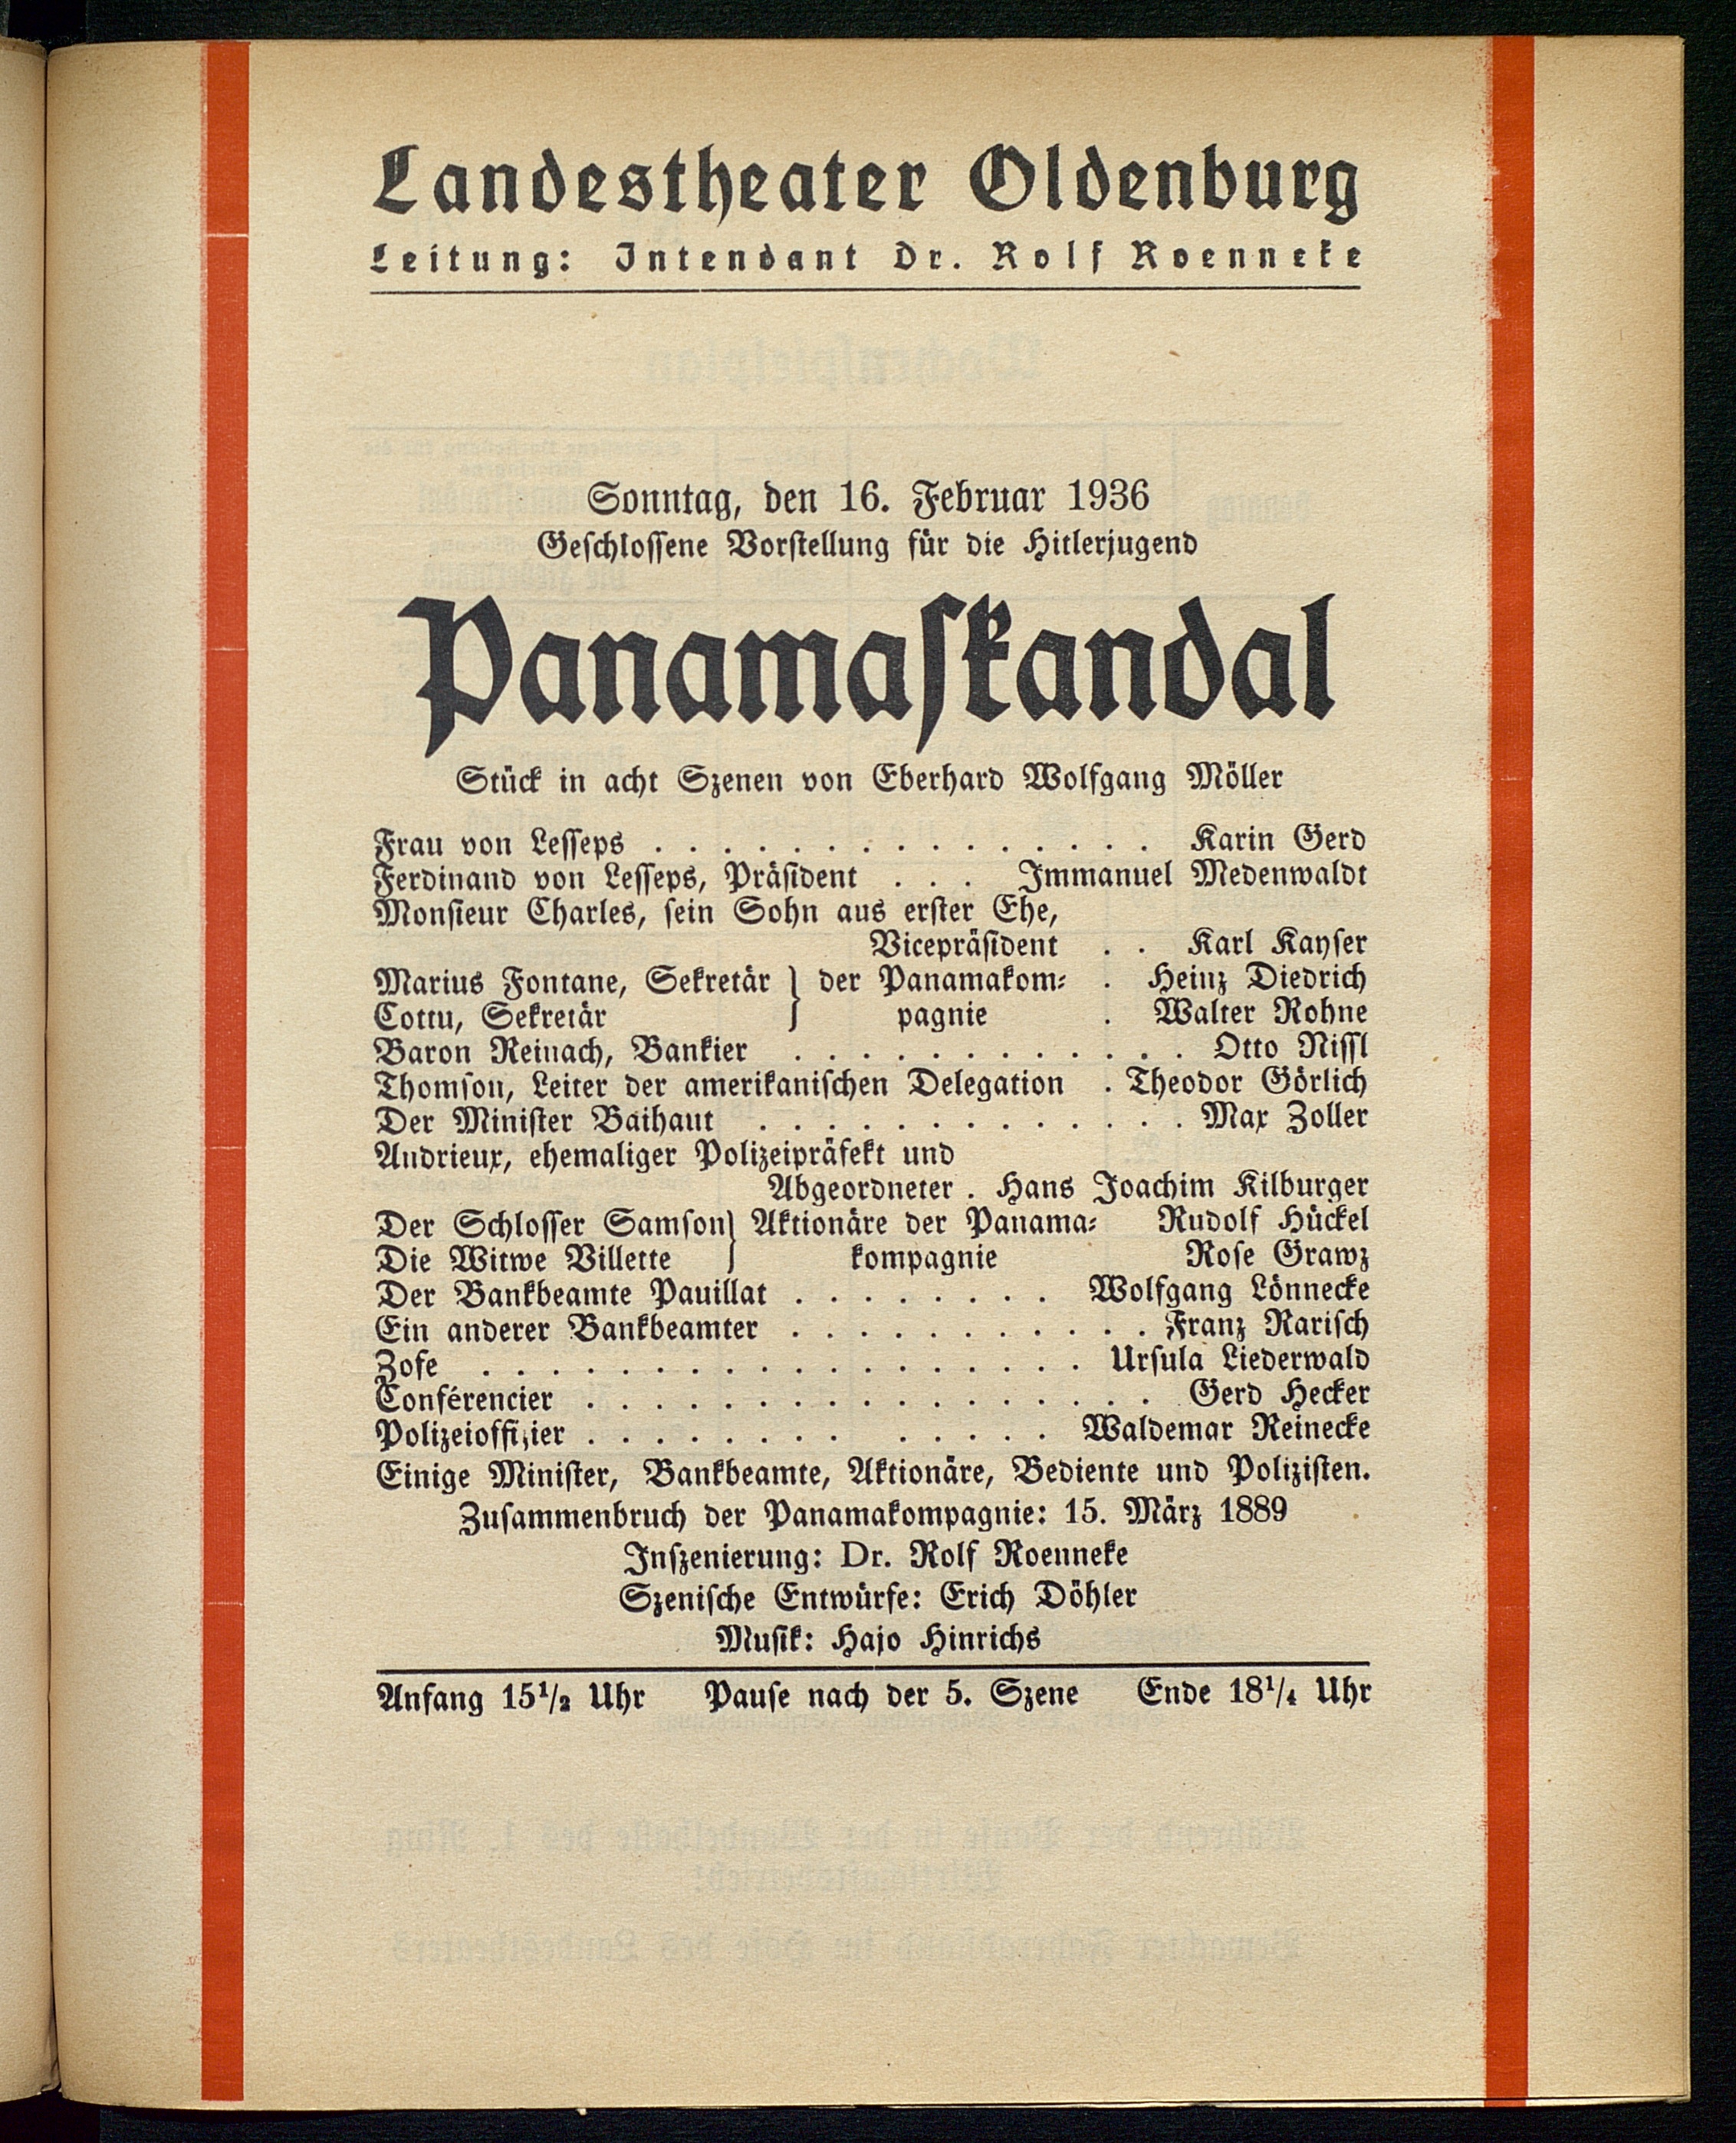 Landestheater Oldenburg
Leitung: Intendant Dr. Rolf Roenneke
Sonntag, den 16. Februar 1936
Geschlossene Vorstellung für die Hitlerjugend
Panamaskandal
Stück in acht Szenen von Eberhard Wolfgang Möller
Frau von Lesseps . . . . . . . . . . . . . . . Karin Gerd
Ferdinand von Lesseps, Präsident . . . Immanuel Medenwaldt
Monsieur Charles, sein Sohn aus erster Ehe,
Vicepräsident . . Karl Kayser
Marius Fontane, Sekretär } der Panamakom- . Heinz Diedrich
Cottu, Sekretär } pagnie . Walter Rohne
Baron Reinach, Bankier . . . . . . . . . . . . Otto Nissl
Thomson, Leiter der amerikanischen Delegation . Theodor Görlich
Der Minister Baihaut . . . . . . . . . . . . . Max Zoller
Andrieux, ehemaliger Polizeipräfekt und
Abgeordneter . Hans Joachim Kilburger
Der Schlosser Samson } Aktionäre der Panama- Rudolf Hückel
Die Witwe Villette } kompagnie Rose Grawz
Der Bankbeamte Pauillat . . . . . . . . Wolfgang Lönnecke
Ein anderer Bankbeamter . . . . . . . . . . . Franz Rarisch
Zofe . . . . . . . . . . . . . . . . . . Ursula Liederwald
Conférencier . . . . . . . . . . . . . . . . . Gerd Hecker
Polizeioffizier . . . . . . . . . . . . . Waldemar Reinecke
Einige Minister, Bankbeamte, Aktionäre, Bediente und Polizisten.
Zusammenbruch der Panamakompagnie: 15. März 1889
Inszenierung: Dr. Rolf Roenneke
Szenische Entwürfe: Erich Döhler
Musik: Hajo Hinrichs
Anfang 15½ Uhr Pause nach der 5. Szene Ende 18¼ Uhr